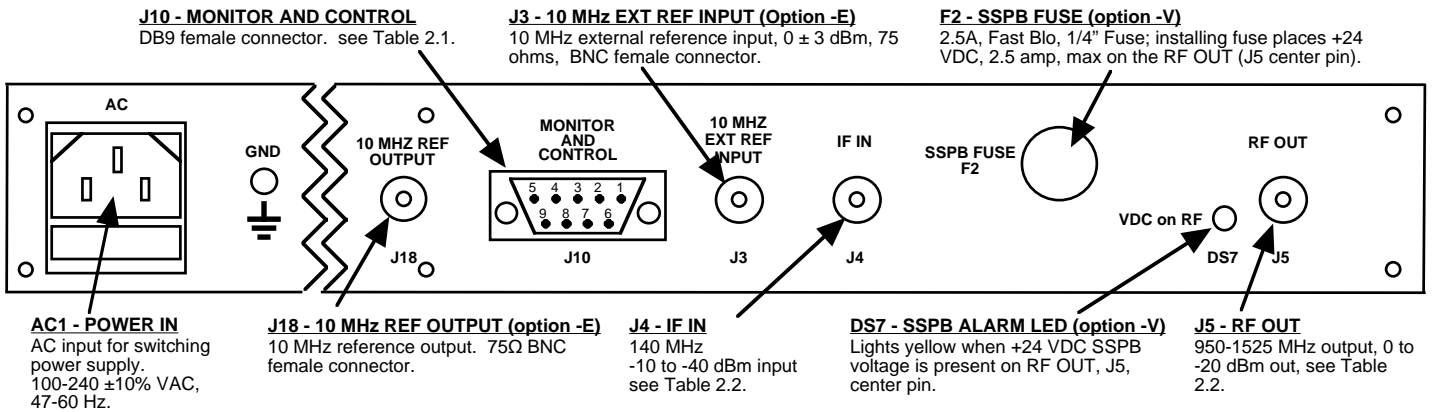 J10 - MONITOR AND CONTROL
DB9 female connector. see Table 2.1.
J3 - 10 MHz EXT REF INPUT (Option -E)
10 MHz external reference input, 0 ± 3 dBm, 75
ohms, BNC female connector.
F2 - SSPB FUSE (option -V)
2.5A, Fast Blo, 1/4” Fuse; installing fuse places +24
VDC, 2.5 amp, max on the RF OUT (J5 center pin).
AC
GND
10 MHZ REF
OUTPUT
J18
MONITOR
AND
CONTROL
5 4 3 2 1
9 8 7 6
J10
10 MHZ
EXT REF
INPUT
J3
IF IN
J4
SSPB FUSE
F2
VDC on RF
DS7
RF OUT
J5
AC1 - POWER IN
AC input for switching
power supply.
100-240 ±10% VAC,
47-60 Hz.
J18 - 10 MHz REF OUTPUT (option -E)
10 MHz reference output. 75Ω BNC
female connector.
J4 - IF IN
140 MHz
-10 to -40 dBm input
see Table 2.2.
DS7 - SSPB ALARM LED (option -V)
Lights yellow when +24 VDC SSPB
voltage is present on RF OUT, J5,
center pin.
J5 - RF OUT
950-1525 MHz output, 0 to
-20 dBm out, see Table
2.2.